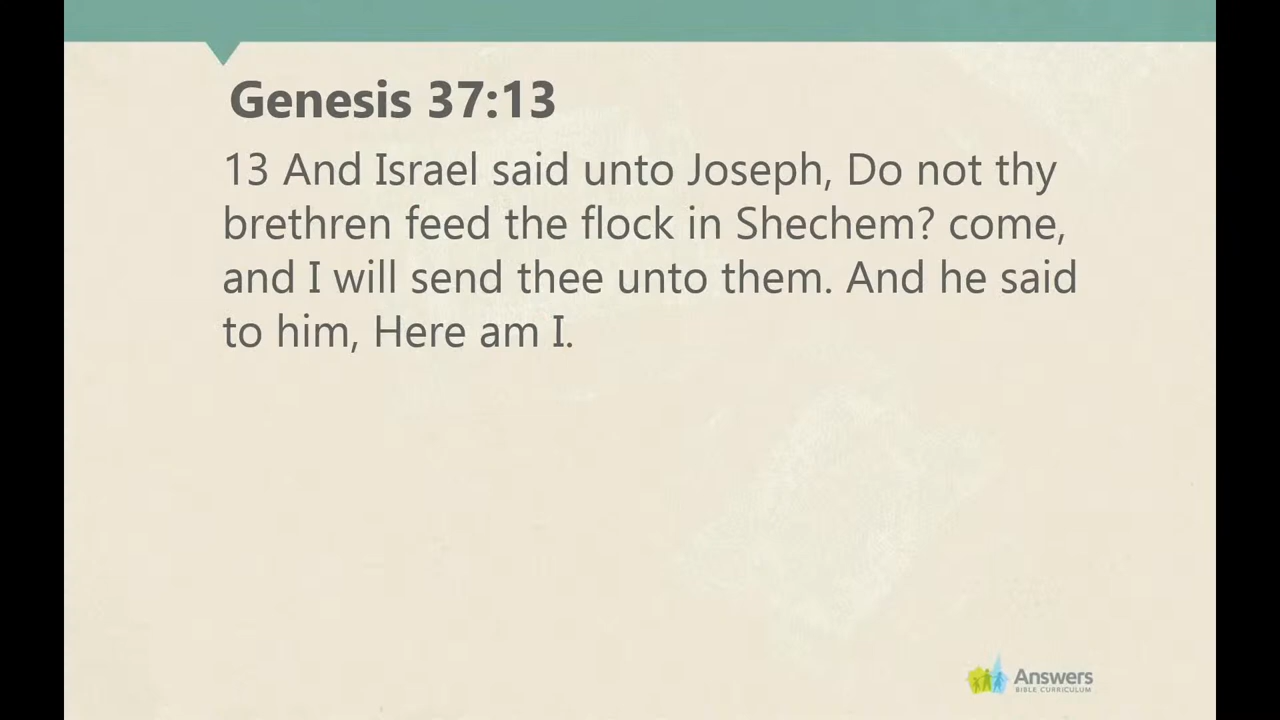 Genesis 37:13
13 And Israel said unto Joseph, Do not thy
brethren feed the flock in Shechem? come,
and I will send thee unto them. And he said
to him, Here am I.
Answers
BIBLE CURRICULUM